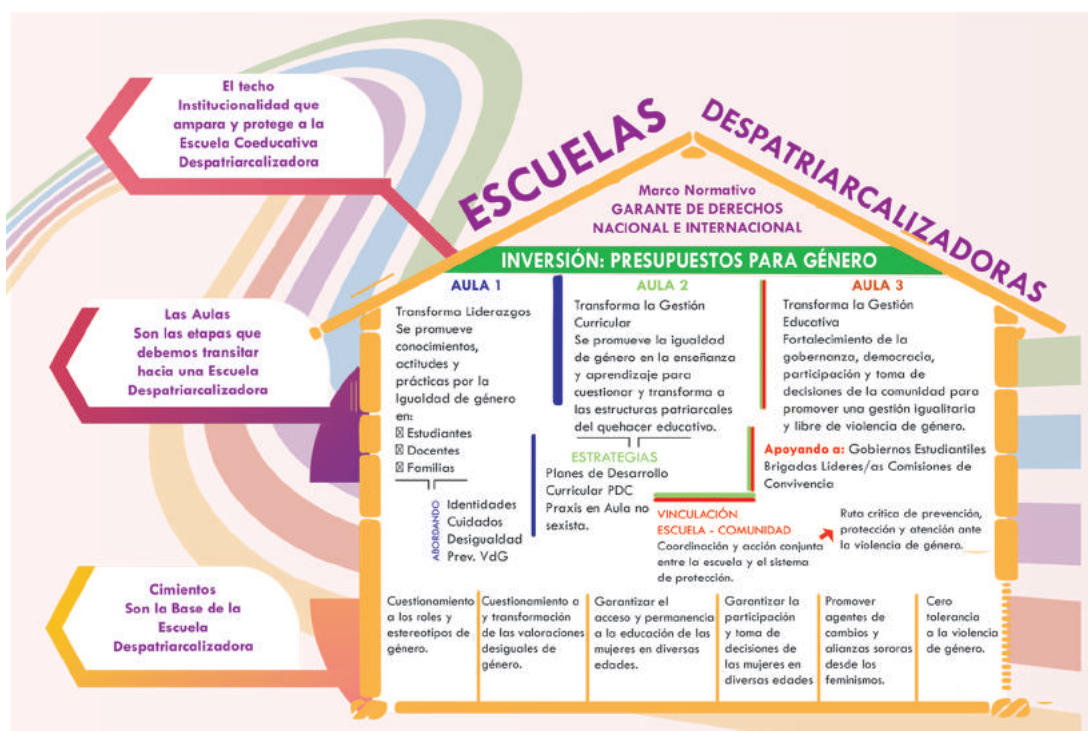 El techo
Institucionalidad que
ampara y protege a la
Escuela Coeducativa
Despatriarcalizadora
Las Aulas
Son las etapas que
debemos transitar
hacia una Escuela
Despatriarcalizadora
Cimientos
Son la Base de la
Escuela
Despatriarcalizadora
ESCUELAS
DESPATRIARCALIZADORAS
Marco Normativo
GARANTE DE DERECHOS
NACIONAL E INTERNACIONAL
INVERSIÓN: PRESUPUESTOS PARA GÉNERO
AULA 1
Transforma Liderazgos
Se promueve
conocimientos,
actitudes y
prácticas por la
Igualdad de género
en:
Estudiantes
Docentes
Familias
ABORDANDO
Identidades
Cuidados
Desigualdad
Prev. VdG
AULA 2
Transforma la Gestión
Curricular
Se promueve la igualdad
de género en la enseñanza
y aprendizaje para
cuestionar y transforma a
las estructuras patriarcales
del quehacer educativo.
ESTRATEGIAS
Planes de Desarrollo
Curricular PDC
Praxis en Aula no
sexista.
AULA 3
Transforma la Gestión
Educativa
Fortalecimiento de la
gobernanza, democracia,
participación y toma de
decisiones de la comunidad para
promover una gestión igualitaria
y libre de violencia de género.
Apoyando a: Gobiernos Estudiantiles
Brigadas Lideres/as Comisiones de
Convivencia
VINCULACIÓN
ESCUELA - COMUNIDAD
Coordinación y acción conjunta
entre la escuela y el sistema
de protección.
Ruta critica de prevención,
protección y atención ante
la violencia de género.
Cuestionamiento
a los roles y
estereotipos de
género.
Cuestionamiento a
y transformación
de las valoraciones
desiguales de
género.
Garantizar el
acceso y permanencia
a la educación de las
mujeres en diversas
edades.
Garantizar la
participación
y toma de
decisiones de
las mujeres en
diversas edades
Promover
agentes de
cambios y
alianzas sororas
desde los
feminismos.
Cero
tolerancia
a la violencia
de género.